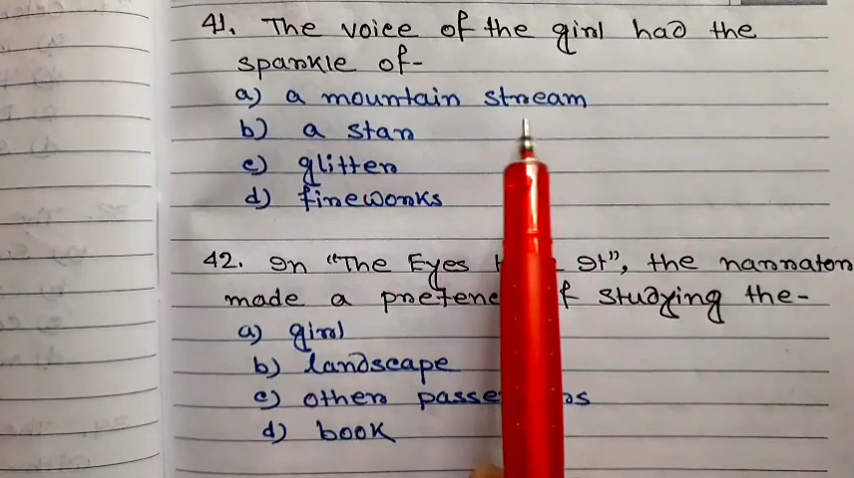 41. The voice of the girl had the
sparkle of-
a) a mountain stream
b) a star
c) glitter
d) fireworks
42. In "The Eyes It", the narrator
made a of studying the-
a) girl
b) landscape
c) other
d) book